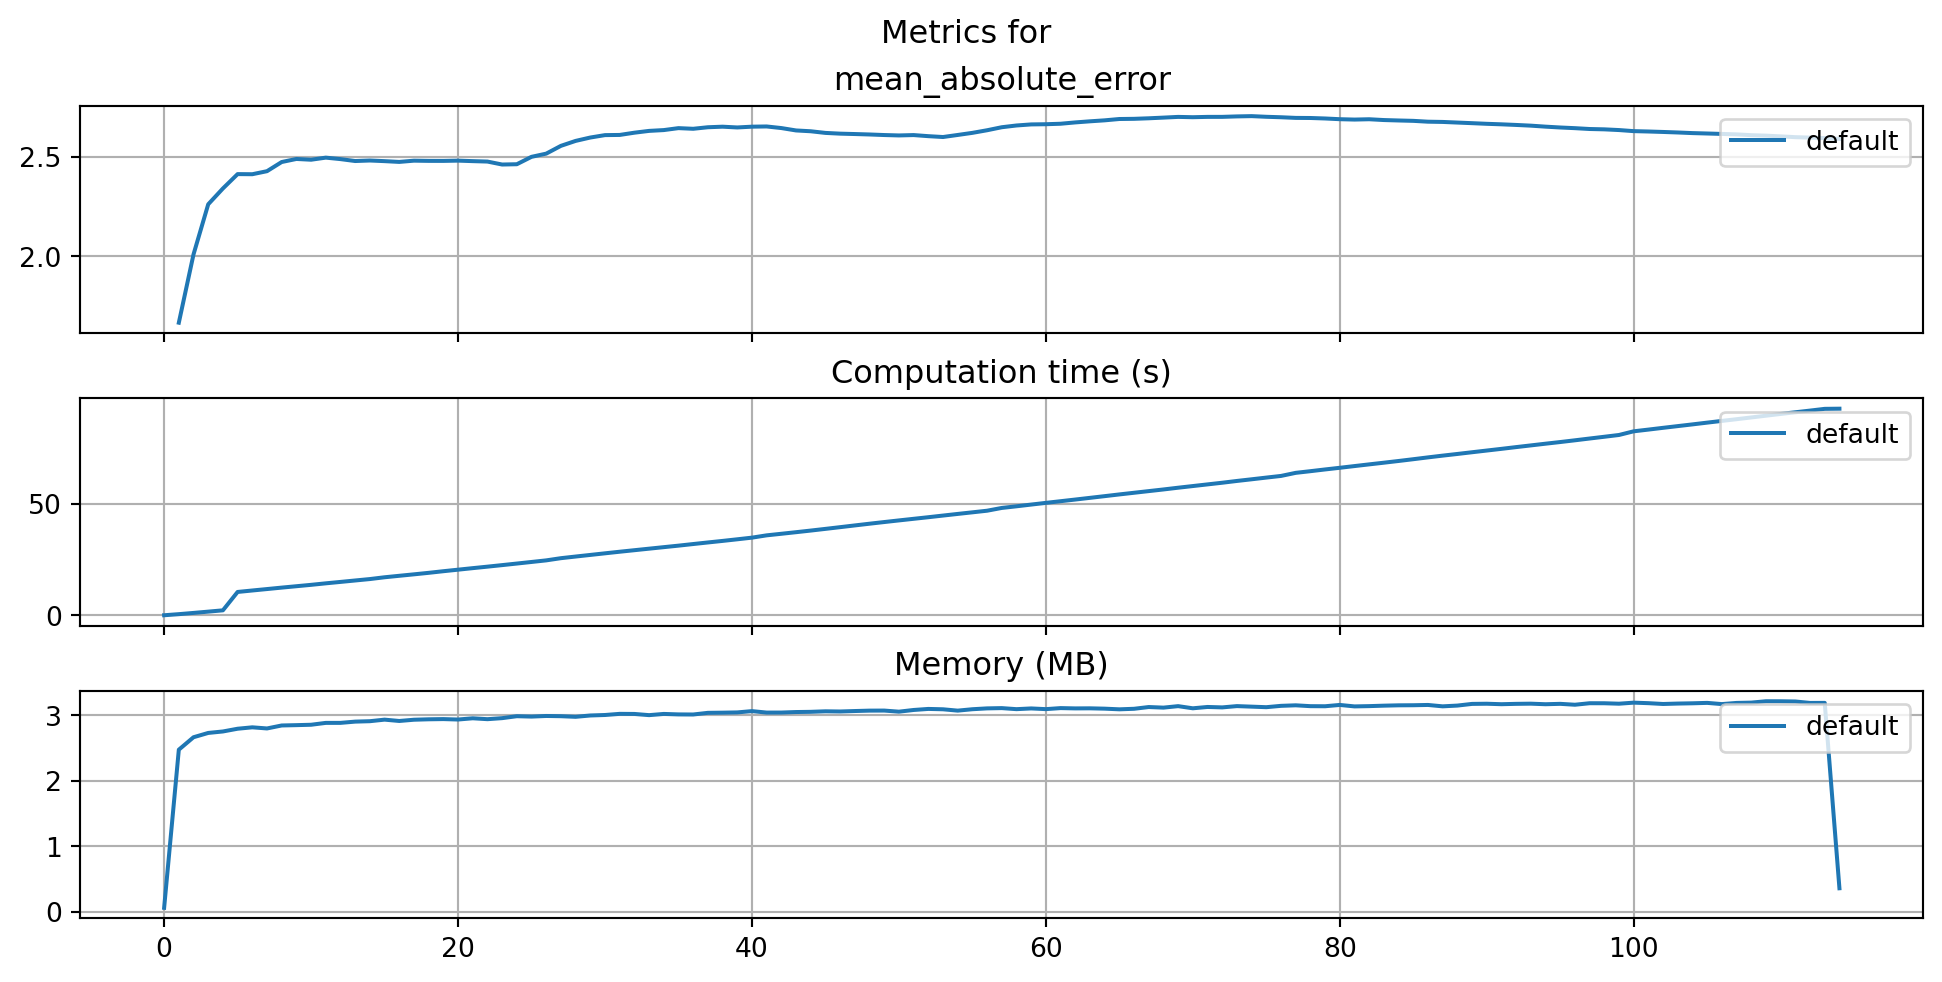 Metrics for
mean_absolute_error
2.5
2.0
default
Computation time (s)
50
0
default
Memory (MB)
3
2
1
0
default
0 20 40 60 80 100